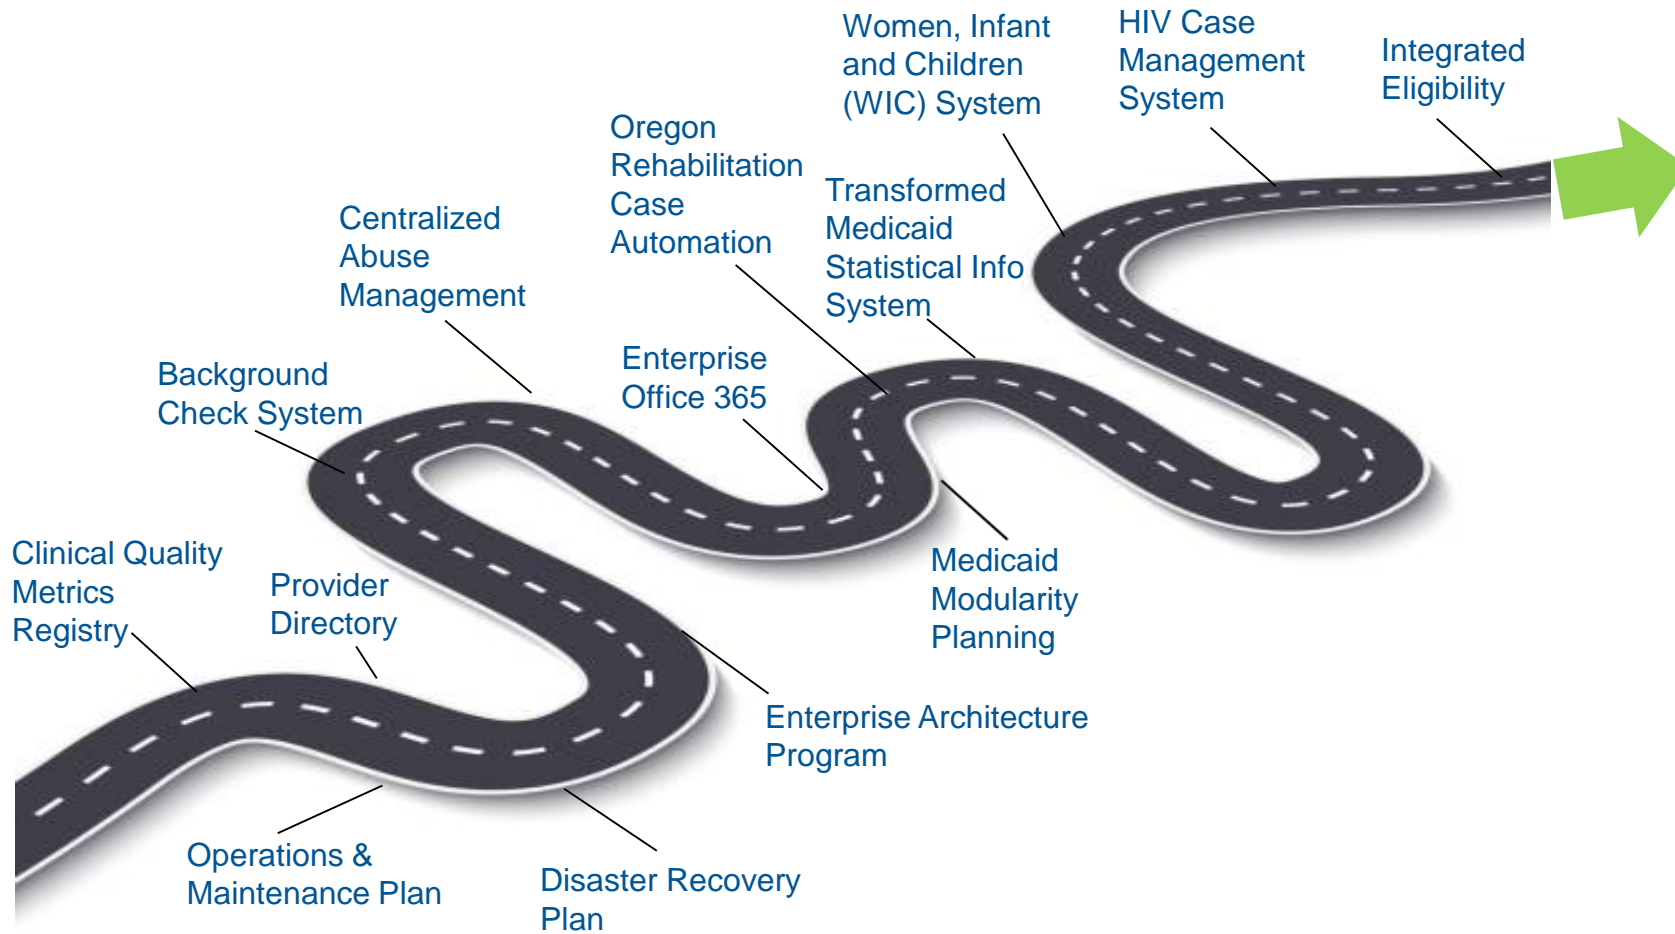 Women, Infant
and Children
(WIC) System
HIV Case
Management
System
Integrated
Eligibility
Oregon
Rehabilitation
Case
Automation
Transformed
Medicaid
Statistical Info
System
Centralized
Abuse
Management
Enterprise
Office 365
Background
Check System
Clinical Quality
Metrics
Registry
Provider
Directory
Medicaid
Modularity
Planning
Enterprise Architecture
Program
Operations &
Maintenance Plan
Disaster Recovery
Plan